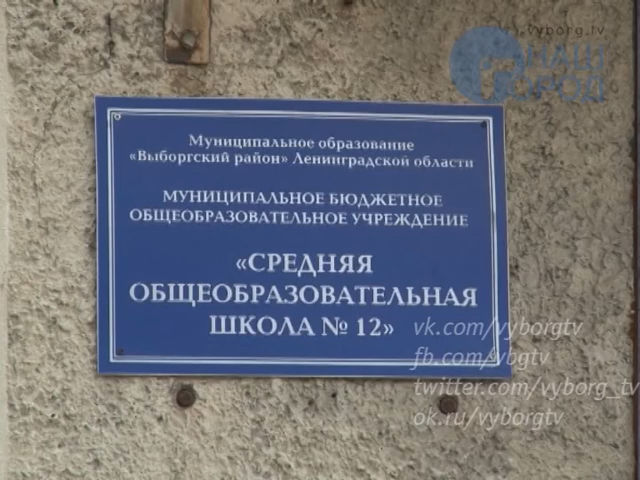 vyborg.tv
НАШ
ГОРОД
Муниципальное образование
«Выборгский район» Ленинградской области
МУНИЦИПАЛЬНОЕ БЮДЖЕТНОЕ
ОБЩЕОБРАЗОВАТЕЛЬНОЕ УЧРЕЖДЕНИЕ
«СРЕДНЯЯ
ОБЩЕОБРАЗОВАТЕЛЬНАЯ
ШКОЛА № 12»
vk.com/vyborgtv
fb.com/vbgtv
twitter.com/vyborg_tv
ok.ru/vyborgtv